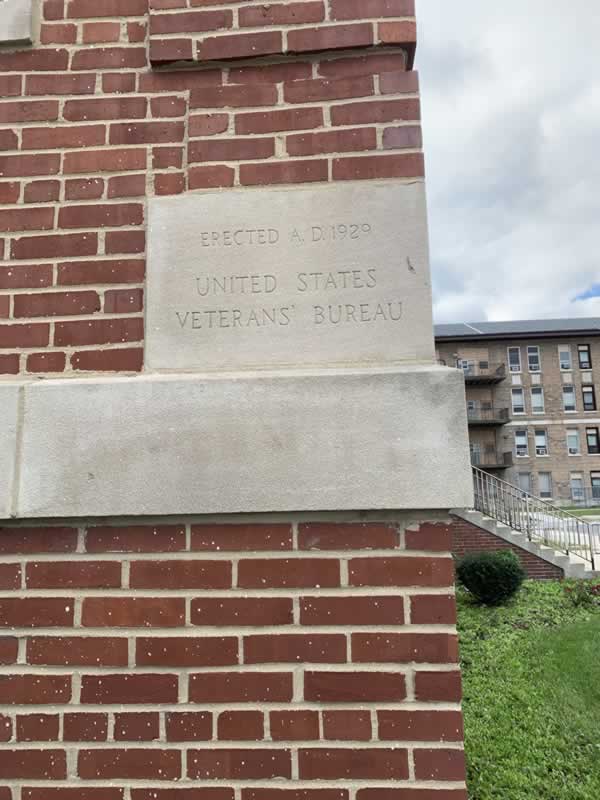 ERECTED A.D. 1929
UNITED STATES
VETERANS' BUREAU